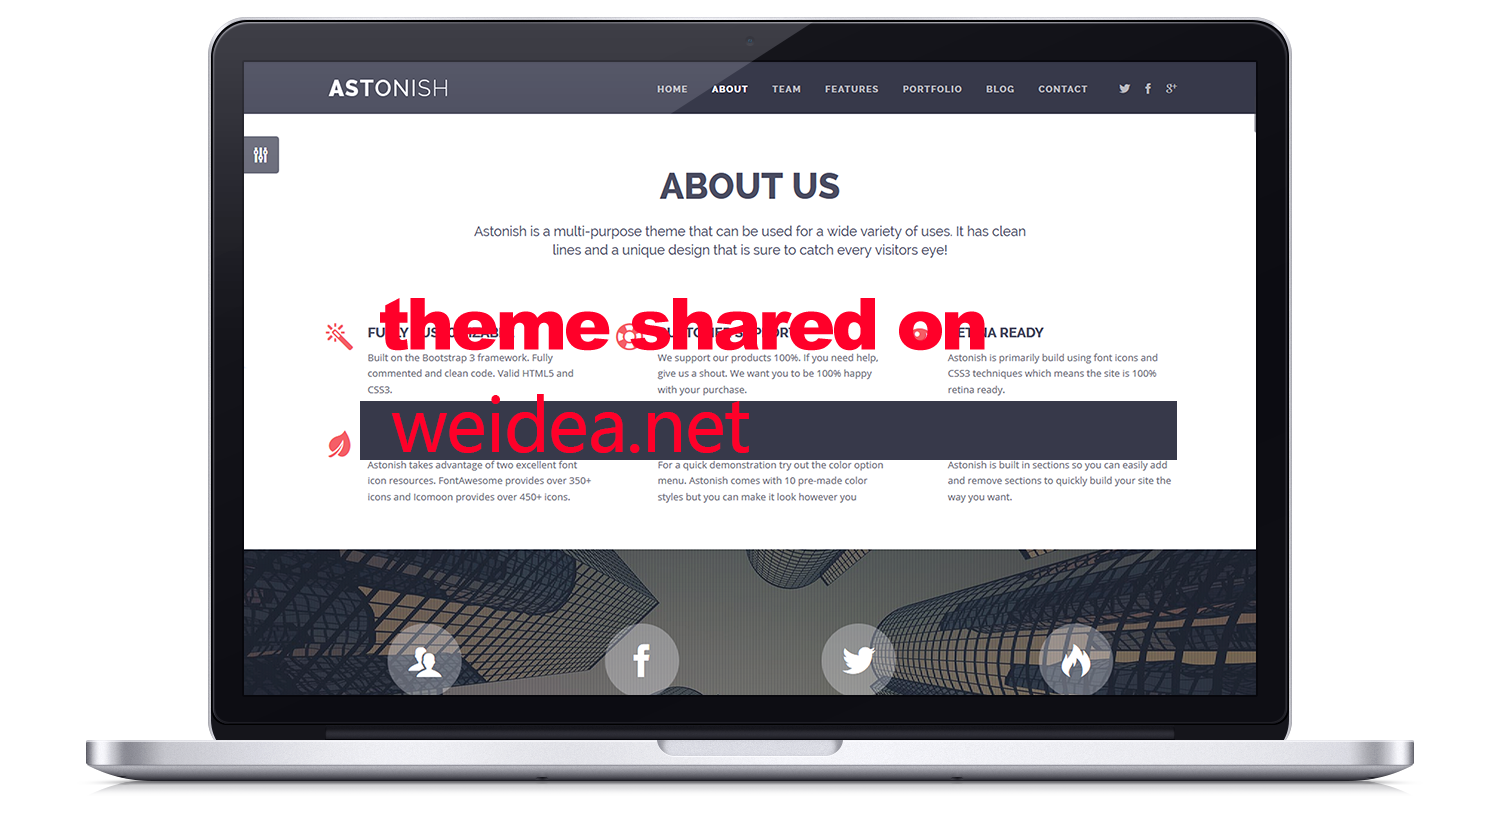 ASTONISH
HOME ABOUT TEAM FEATURES PORTFOLIO BLOG CONTACT
ABOUT US
Astonish is a multi-purpose theme that can be used for a wide variety of uses. It has clean
lines and a unique design that is sure to catch every visitors eye!
theme shared on
READY
Built on the Bootstrap 3 framework. Fully
commented and clean code. Valid HTML5 and
CSS3.
We support our products 100%. If you need help,
give us a shout. We want you to be 100% happy
with your purchase.
Astonish is primarily build using font icons and
CSS3 techniques which means the site is 100%
retina ready.
weidea.net
Astonish takes advantage of two excellent font
icon resources. FontAwesome provides over 350+
icons and Icomoon provides over 450+ icons.
For a quick demonstration try out the color option
menu. Astonish comes with 10 pre-made color
styles but you can make it look however you
Astonish is built in sections so you can easily add
and remove sections to quickly build your site the
way you want.